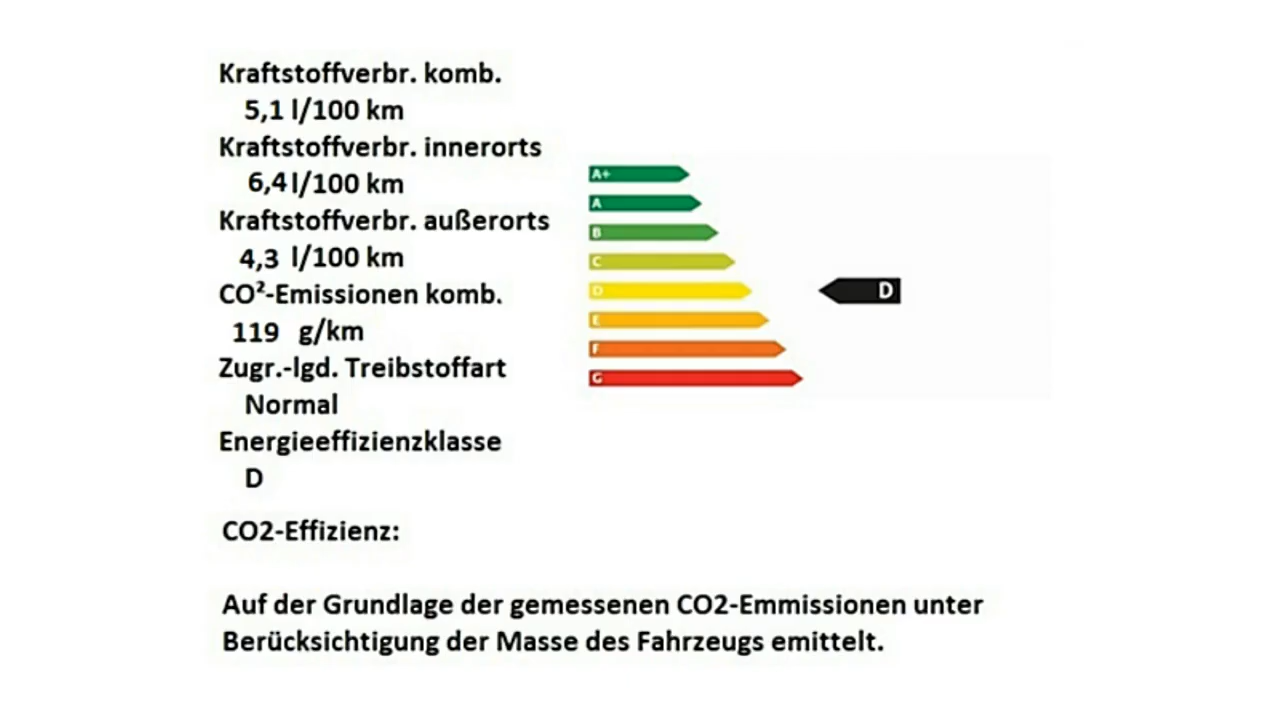 Kraftstoffverbr. komb.
5,1 l/100 km
Kraftstoffverbr. innerorts
6,4 l/100 km
Kraftstoffverbr. außerorts
4,3 l/100 km
CO²-Emissionen komb.
119 g/km
Zugr.-lgd. Treibstoffart
Normal
Energieeffizienzklasse
D
A+
A
B
C
D
D
E
F
G
CO2-Effizienz:
Auf der Grundlage der gemessenen CO2-Emmissionen unter
Berücksichtigung der Masse des Fahrzeugs emittelt.